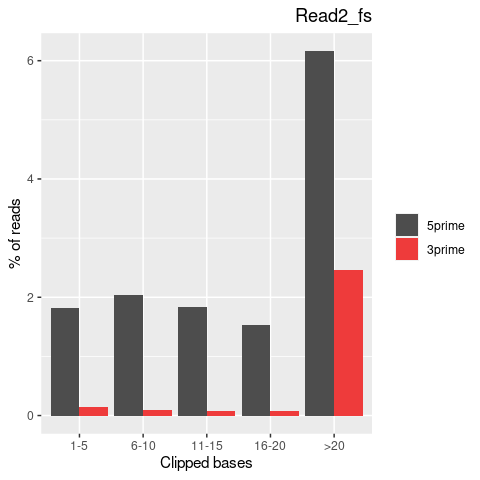 Read2_fs
% of reads
6
4
2
0
1-5
6-10
11-15
16-20
>20
Clipped bases
5prime
3prime